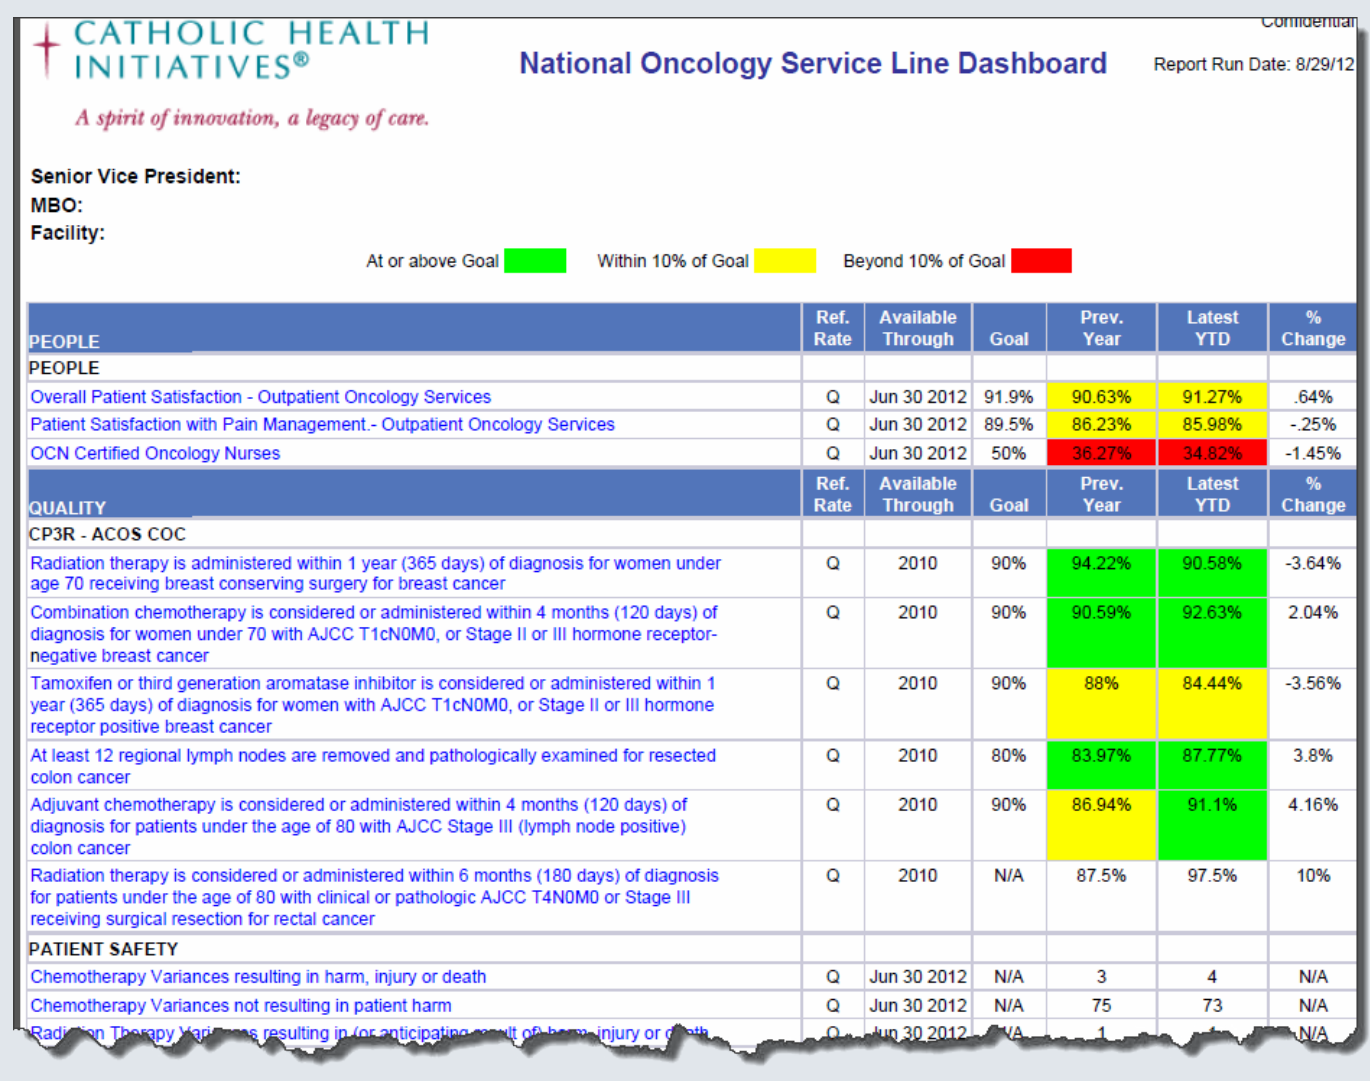 Confidential
CATHOLIC HEALTH
INITIATIVES®
National Oncology Service Line Dashboard
Report Run Date: 8/29/12
A spirit of innovation, a legacy of care.
Senior Vice President:
MBO:
Facility:
At or above Goal Within 10% of Goal Beyond 10% of Goal
PEOPLE Ref. Rate Available Through Goal Prev. Year Latest YTD % Change
PEOPLE
Overall Patient Satisfaction - Outpatient Oncology Services Q Jun 30 2012 91.9% 90.63% 91.27% .64%
Patient Satisfaction with Pain Management.- Outpatient Oncology Services Q Jun 30 2012 89.5% 86.23% 85.98% -.25%
OCN Certified Oncology Nurses Q Jun 30 2012 50% 36.27% 34.82% -1.45%
QUALITY Ref. Rate Available Through Goal Prev. Year Latest YTD % Change
CP3R - ACOS COC
Radiation therapy is administered within 1 year (365 days) of diagnosis for women under Q 2010 90% 94.22% 90.58% -3.64%
age 70 receiving breast conserving surgery for breast cancer
Combination chemotherapy is considered or administered within 4 months (120 days) of Q 2010 90% 90.59% 92.63% 2.04%
diagnosis for women under 70 with AJCC T1cN0M0, or Stage II or III hormone receptor-
negative breast cancer
Tamoxifen or third generation aromatase inhibitor is considered or administered within 1 Q 2010 90% 88% 84.44% -3.56%
year (365 days) of diagnosis for women with AJCC T1cN0M0, or Stage II or III hormone
receptor positive breast cancer
At least 12 regional lymph nodes are removed and pathologically examined for resected Q 2010 80% 83.97% 87.77% 3.8%
colon cancer
Adjuvant chemotherapy is considered or administered within 4 months (120 days) of Q 2010 90% 86.94% 91.1% 4.16%
diagnosis for patients under the age of 80 with AJCC Stage III (lymph node positive)
colon cancer
Radiation therapy is considered or administered within 6 months (180 days) of diagnosis Q 2010 N/A 87.5% 97.5% 10%
for patients under the age of 80 with clinical or pathologic AJCC T4N0M0 or Stage III
receiving surgical resection for rectal cancer
PATIENT SAFETY
Chemotherapy Variances resulting in harm, injury or death Q Jun 30 2012 N/A 3 4 N/A
Chemotherapy Variances not resulting in patient harm Q Jun 30 2012 N/A 75 73 N/A
Radiation Therapy Variances resulting in (or anticipating result of) harm, injury or death Q Jun 30 2012 N/A 1 N/A